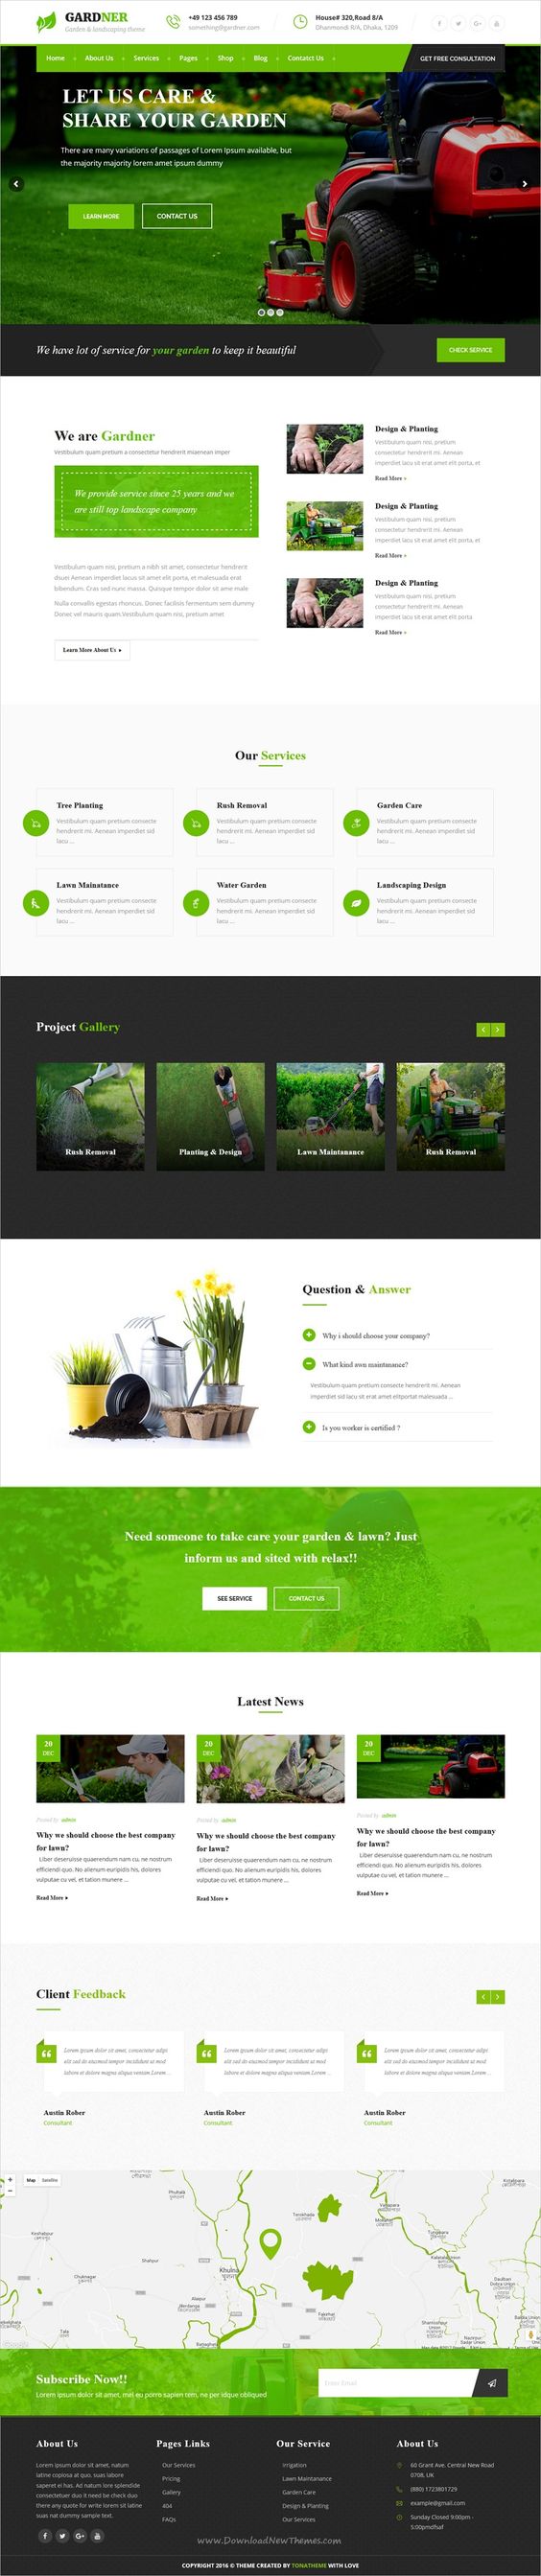 GARDNER
Garden & landscaping theme
+49 123 456 789
something@gardner.com
House# 320,Road 8/A
Dhanmondi R/A, Dhaka, 1209
Home
About Us
Services
Pages
Shop
Blog
Contatct Us
GET FREE CONSULTATION
LET US CARE &
SHARE YOUR GARDEN
There are many variations of passages of Lorem Ipsum available, but
the majority majority lorem amet ipsum dummy
LEARN MORE
CONTACT US
We have lot of service for your garden to keep it beautiful
CHECK SERVICE
We are Gardner
Vestibulum quam pretium a consectetur hendrerit miaenean imper
We provide service since 25 years and we
are still top landscape company
Vestibulum quam nisi, pretium a nibh sit amet, consectetur hendrerit
diuei Aenean imperdiet lacus sit amet elit porta, et malesuada erat
bibendum. Cras sed nunc massa. Quisque tempor dolor sit ame male
Nulla convallis egestas rhoncus. Donec facilisis fermentum sem dummy
Donec vel mauris quam.Vestibulum quam nisi, pretium amet
Learn More About Us
Design & Planting
Vestibulum quam nisi, pretium
consectetur hendrerit mi. Aenean
imperdiet lacu sit erat amet elit porta, et
Read More
Design & Planting
Vestibulum quam nisi, pretium
consectetur hendrerit mi. Aenean
imperdiet lacu sit erat amet elit porta, et
Read More
Design & Planting
Vestibulum quam nisi, pretium
consectetur hendrerit mi. Aenean
imperdiet lacu sit erat amet elit porta
Read More
Our Services
Tree Planting
Vestibulum quam pretium consecte
hendrerit mi. Aenean imperdiet sid
lacu ...
Rush Removal
Vestibulum quam pretium consecte
hendrerit mi. Aenean imperdiet sid
lacu ...
Garden Care
Vestibulum quam pretium consecte
hendrerit mi. Aenean imperdiet sid
lacu ...
Lawn Mainatance
Vestibulum quam pretium consecte
hendrerit mi. Aenean imperdiet sid
lacu ...
Water Garden
Vestibulum quam pretium consecte
hendrerit mi. Aenean imperdiet sid
lacu ...
Landscaping Design
Vestibulum quam pretium consecte
hendrerit mi. Aenean imperdiet sid
lacu ...
Project Gallery
Rush Removal
Planting & Design
Lawn Maintanance
Rush Removal
Question & Answer
Why i should choose your company?
What kind awn maintanance?
Vestibulum quam pretium consecte hendrerit mi. Aenean
imperdiet sid lacu sit erat amet elitportat malesuada ...
Is you worker is certified ?
Need someone to take care your garden & lawn? Just
inform us and sited with relax!!
SEE SERVICE
CONTACT US
Latest News
20
DEC
Posted by admin
Why we should choose the best company
for lawn?
Liber deseruisse quaerendum nam cu, ne nostrum
efficiendi quo. No alienum euripidis his, dolores
vulputae cu vel, et tation munere ...
Read More
20
DEC
Posted by admin
Why we should choose the best company
for lawn?
Liber deseruisse quaerendum nam cu, ne nostrum
efficiendi quo. No alienum euripidis his, dolores
vulputae cu vel, et tation munere ...
Read More
20
DEC
Posted by admin
Why we should choose the best company
for lawn?
Liber deseruisse quaerendum nam cu, ne nostrum
efficiendi quo. No alienum euripidis his, dolores
vulputae cu vel, et tation munere ...
Read More
Client Feedback
Lorem ipsum dolor sit amet, consectetur adipi
elit sed do eiusmod tempor incididunt ut mod
labore et dolore magna aliqua veniam Lorem ...
Austin Rober
Consultant
Lorem ipsum dolor sit amet, consectetur adipi
elit sed do eiusmod tempor incididunt ut mod
labore et dolore magna aliqua veniam Lorem ...
Austin Rober
Consultant
Lorem ipsum dolor sit amet, consectetur adipi
elit sed do eiusmod tempor incididunt ut mod
labore et dolore magna aliqua veniam Lorem ...
Austin Rober
Consultant
Map
Satellite
Phultala
Terokhada
Keshabpur
Shahpur
Khulna
Chuknagar
Tala
Fakirhat
Subscribe Now!!
Lorem ipsum dolor sit amet, mel eu porro sapien tem, ne per idque obliqued
Enter Email
About Us
Lorem ipsum dolor sit amet, natum
latine copiosa at quo, suas labore
saperet ei has. Ad natum lore splendide
consectetuer duo it need be check duo
there any quote for write lorem sit latine
suas nat dummy sample text.
Pages Links
Our Services
Pricing
Gallery
404
FAQs
Our Service
Irrigation
Lawn Maintanance
Garden Care
Design & Planting
Our Services
About Us
60 Grant Ave. Central New Road
0708, UK
(880) 1723801729
example@gmail.com
Sunday Closed 9:00pm -
5:00pmdhaf
www.DownloadNewThemes.com
COPYRIGHT 2016 © THEME CREATED BY TONATHEME WITH LOVE